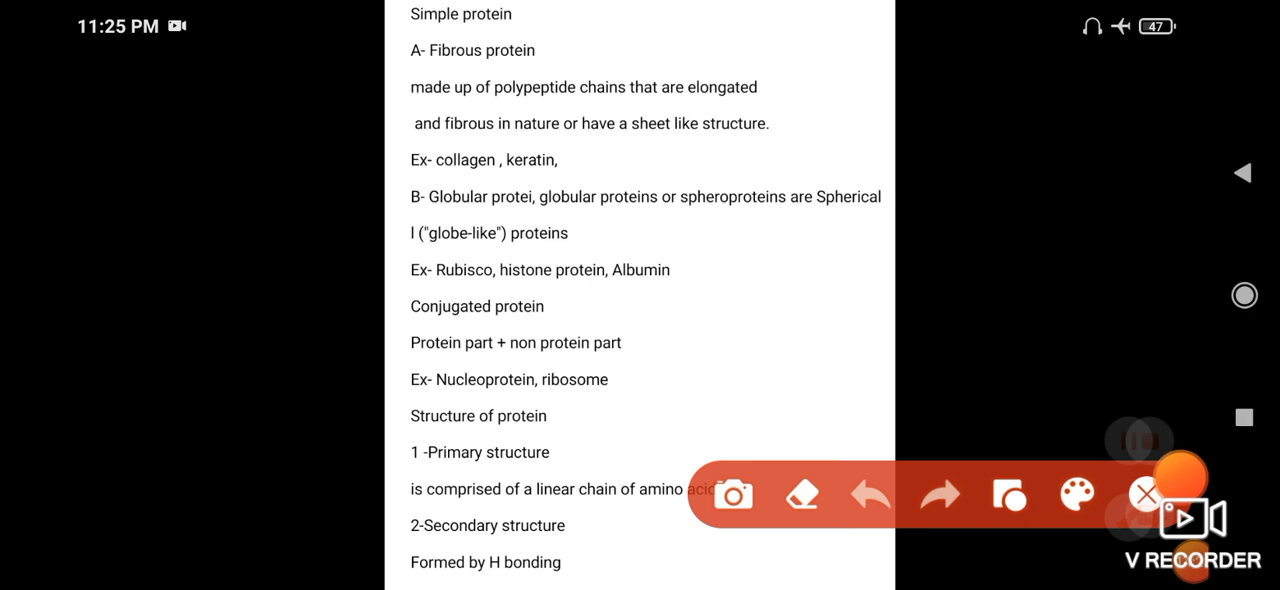 11:25 PM
47
Simple protein
A- Fibrous protein
made up of polypeptide chains that are elongated
and fibrous in nature or have a sheet like structure.
Ex- collagen , keratin,
B- Globular protei, globular proteins or spheroproteins are Spherical
l ("globe-like") proteins
Ex- Rubisco, histone protein, Albumin
Conjugated protein
Protein part + non protein part
Ex- Nucleoprotein, ribosome
Structure of protein
1 -Primary structure
is comprised of a linear chain of amino acid
2-Secondary structure
Formed by H bonding
V RECORDER